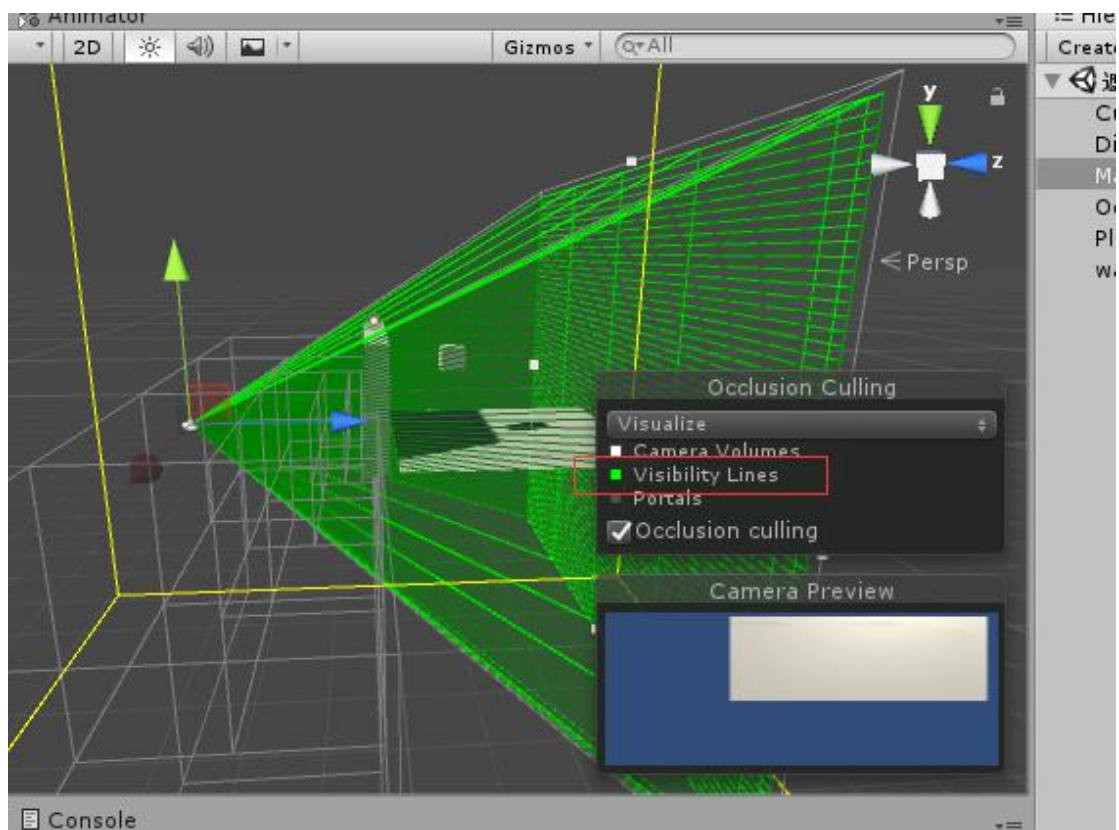 Animator
2D
Gizmos
All
Create
y
z
Persp
Occlusion Culling
Visualize
Camera Volumes
Visibility Lines
Portals
Occlusion culling
Camera Preview
Console